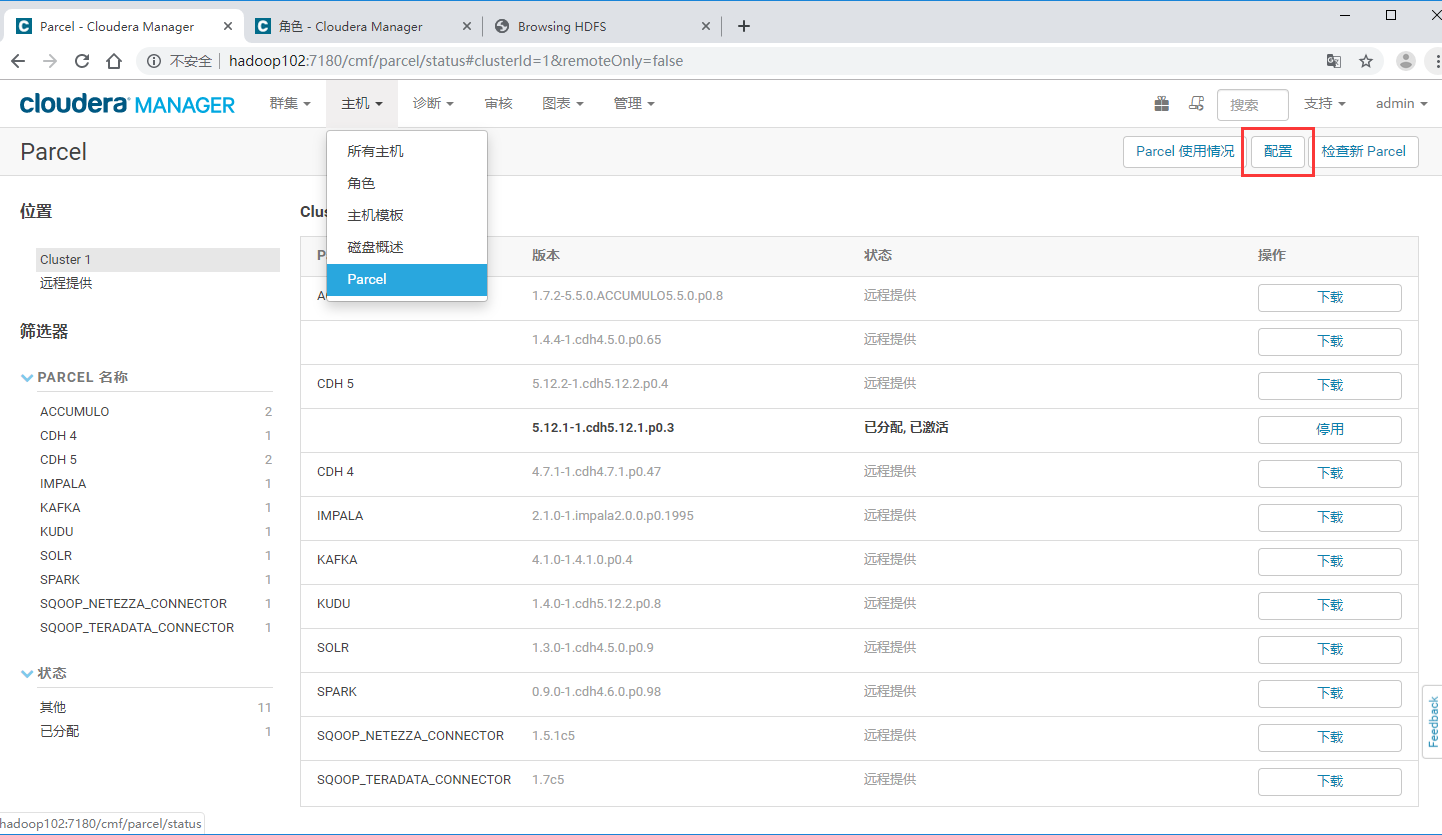 Parcel - Cloudera Manager
角色 - Cloudera Manager
Browsing HDFS
不安全 hadoop102:7180/cmf/parcel/status#clusterId=1&remoteOnly=false
cloudera MANAGER 群集 主机 诊断 审核 图表 管理 搜索 支持 admin
Parcel
Parcel 使用情况 配置 检查新 Parcel
所有主机
角色
主机模板
磁盘概述
Parcel
位置
Cluster 1
远程提供
筛选器
PARCEL 名称
ACCUMULO 2
CDH 4 1
CDH 5 2
IMPALA 1
KAFKA 1
KUDU 1
SOLR 1
SPARK 1
SQOOP_NETEZZA_CONNECTOR 1
SQOOP_TERADATA_CONNECTOR 1
状态
其他 11
已分配 1
版本 状态 操作
1.7.2-5.5.0.ACCUMULO5.5.0.p0.8 远程提供 下载
1.4.4-1.cdh4.5.0.p0.65 远程提供 下载
CDH 5 5.12.2-1.cdh5.12.2.p0.4 远程提供 下载
5.12.1-1.cdh5.12.1.p0.3 已分配, 已激活 停用
CDH 4 4.7.1-1.cdh4.7.1.p0.47 远程提供 下载
IMPALA 2.1.0-1.impala2.0.0.p0.1995 远程提供 下载
KAFKA 4.1.0-1.4.1.0.p0.4 远程提供 下载
KUDU 1.4.0-1.cdh5.12.2.p0.8 远程提供 下载
SOLR 1.3.0-1.cdh4.5.0.p0.9 远程提供 下载
SPARK 0.9.0-1.cdh4.6.0.p0.98 远程提供 下载
SQOOP_NETEZZA_CONNECTOR 1.5.1c5 远程提供 下载
SQOOP_TERADATA_CONNECTOR 1.7c5 远程提供 下载
Feedback
hadoop102:7180/cmf/parcel/status